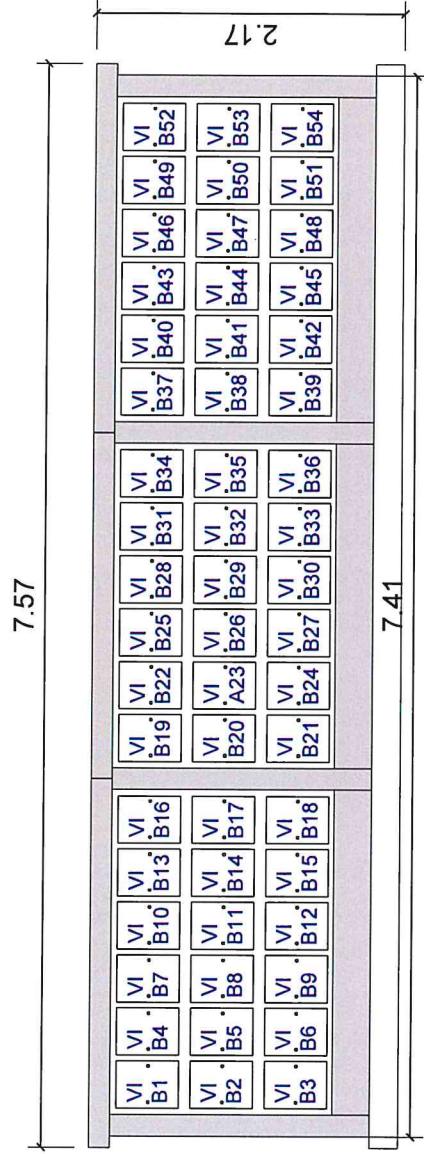 2.17
7.57
VI VI VI VI VI VI VI VI VI VI VI VI VI VI VI VI VI VI
B1 B4 B7 B10 B13 B16 B19 B22 B25 B28 B31 B34 B37 B40 B43 B46 B49 B52
VI VI VI VI VI VI VI VI VI VI VI VI VI VI VI VI VI VI
B2 B5 B8 B11 B14 B17 B20 A23 B26 B29 B32 B35 B38 B41 B44 B47 B50 B53
VI VI VI VI VI VI VI VI VI VI VI VI VI VI VI VI VI VI
B3 B6 B9 B12 B15 B18 B21 B24 B27 B30 B33 B36 B39 B42 B45 B48 B51 B54
7.41